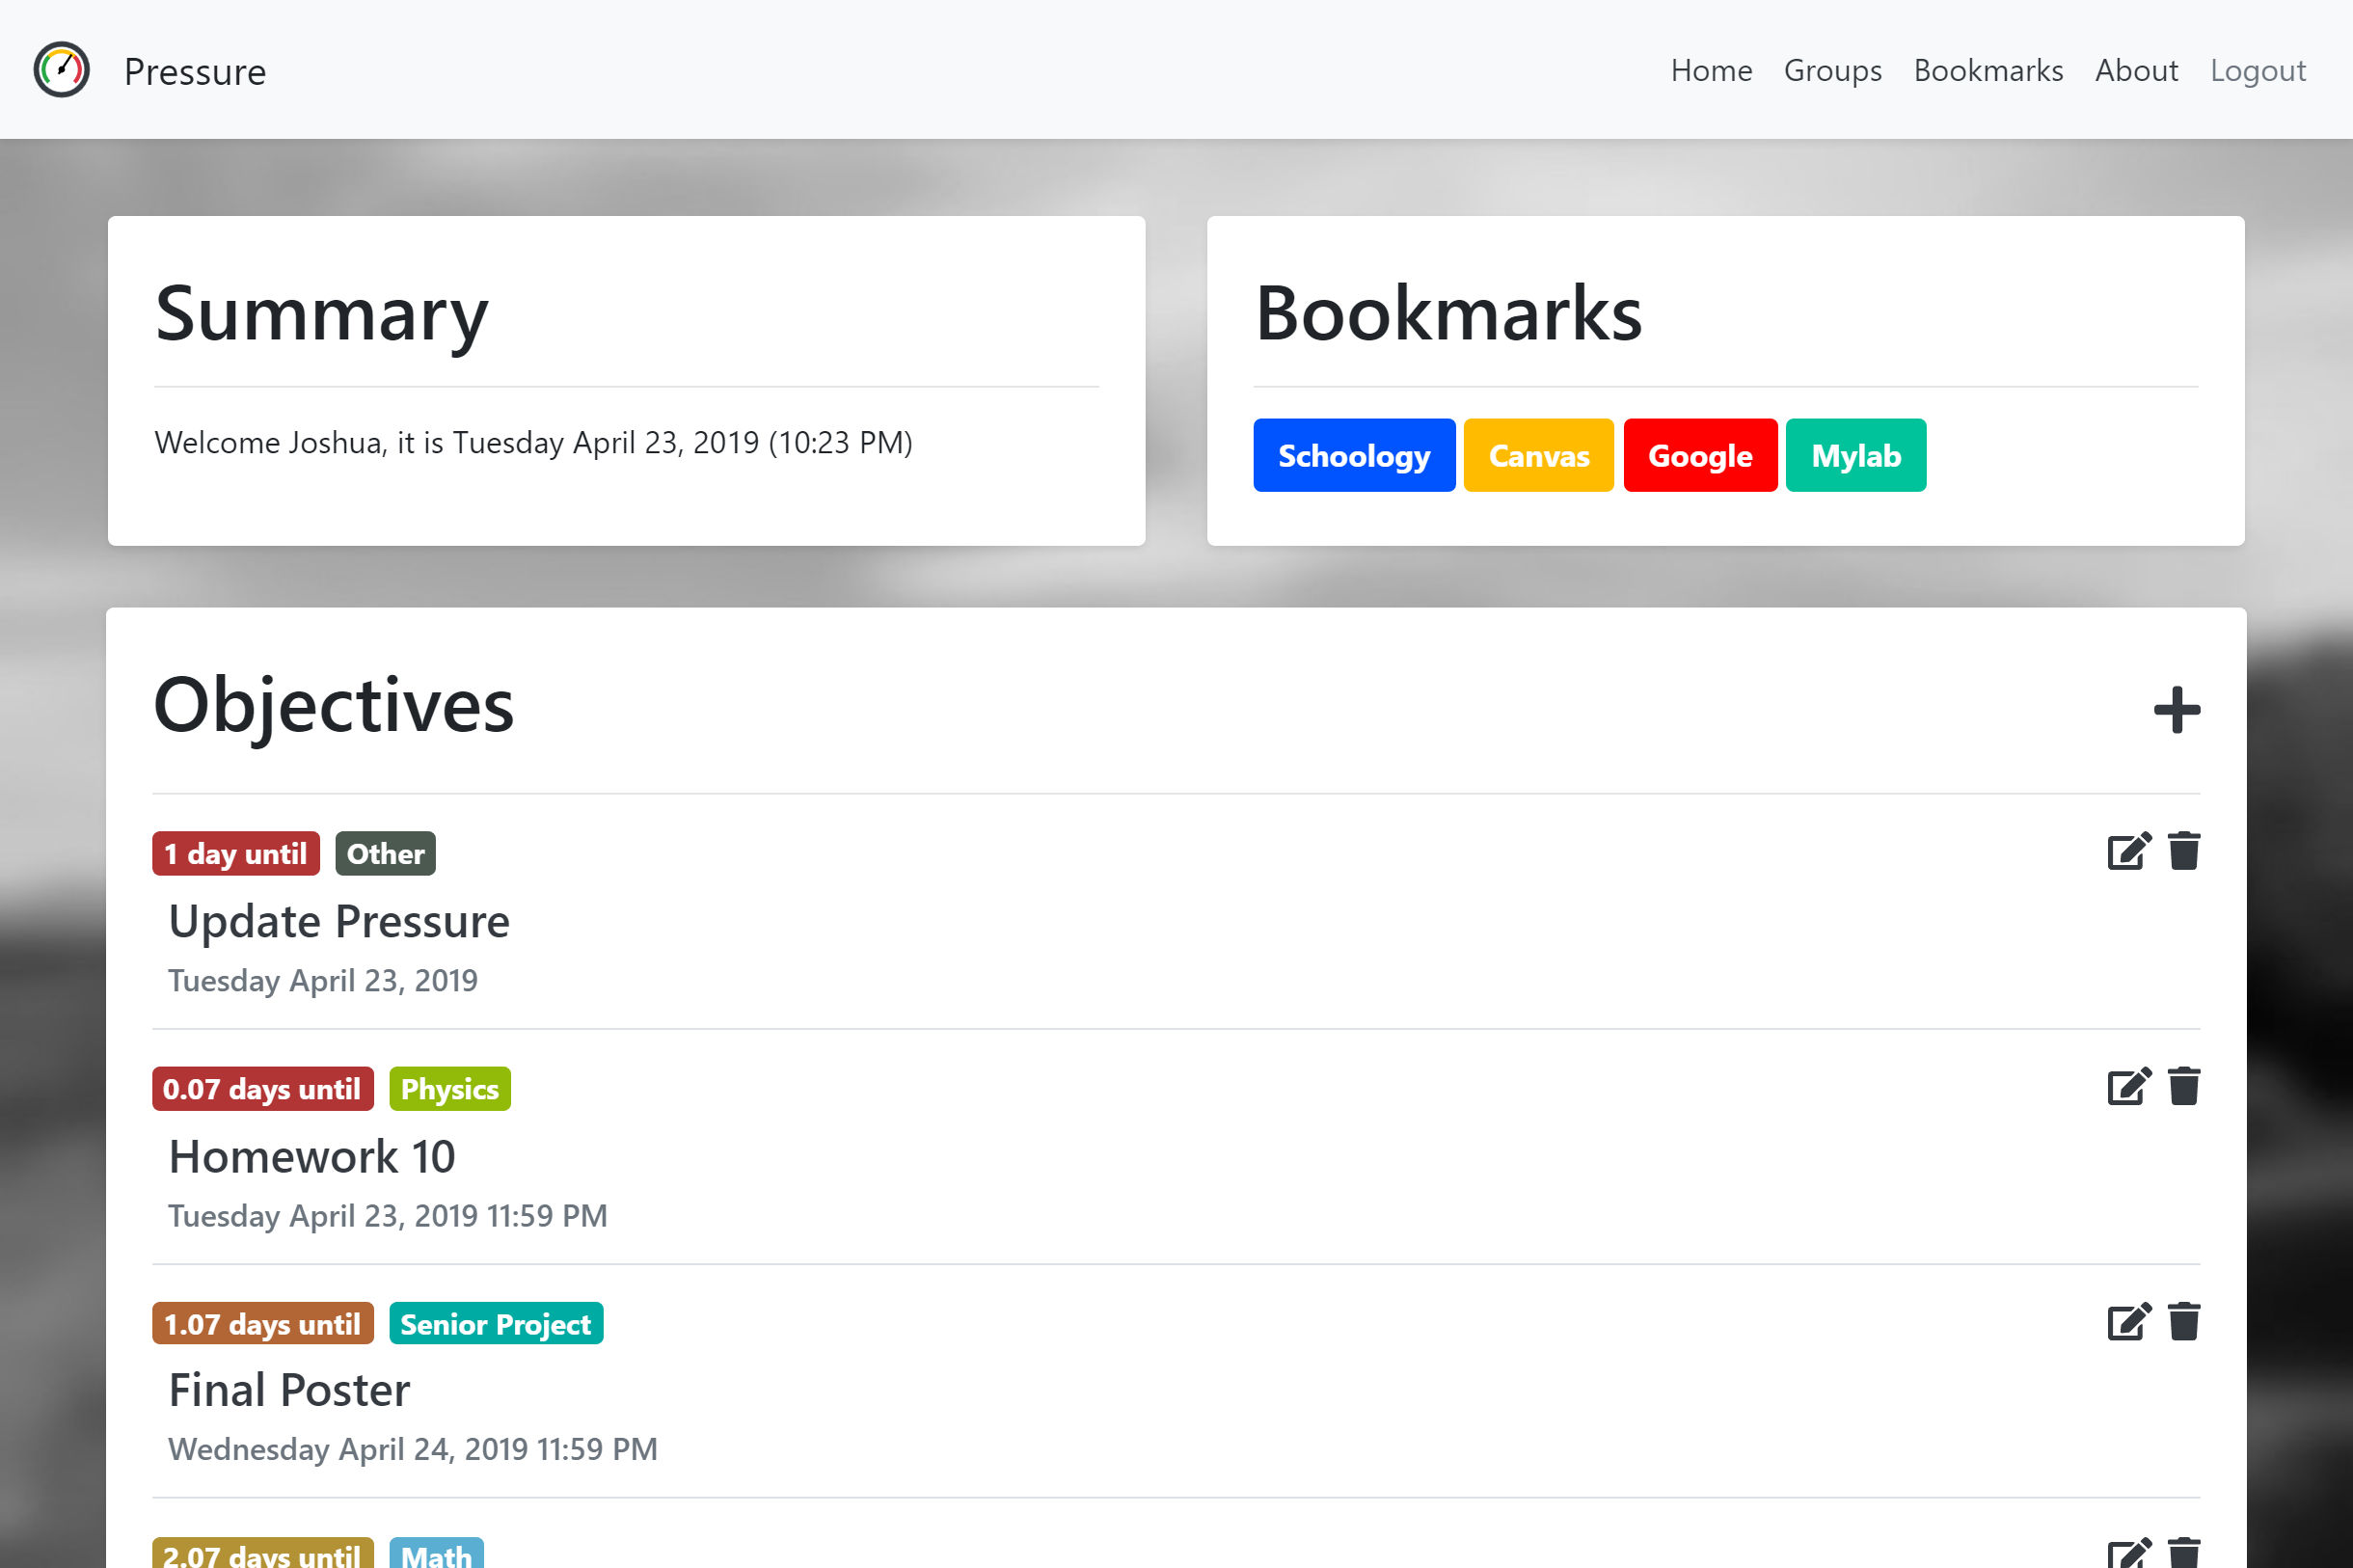 Pressure
Home Groups Bookmarks About Logout
Summary
Welcome Joshua, it is Tuesday April 23, 2019 (10:23 PM)
Bookmarks
Schoology Canvas Google Mylab
Objectives
1 day until Other
Update Pressure
Tuesday April 23, 2019
0.07 days until Physics
Homework 10
Tuesday April 23, 2019 11:59 PM
1.07 days until Senior Project
Final Poster
Wednesday April 24, 2019 11:59 PM
2.07 days until Math